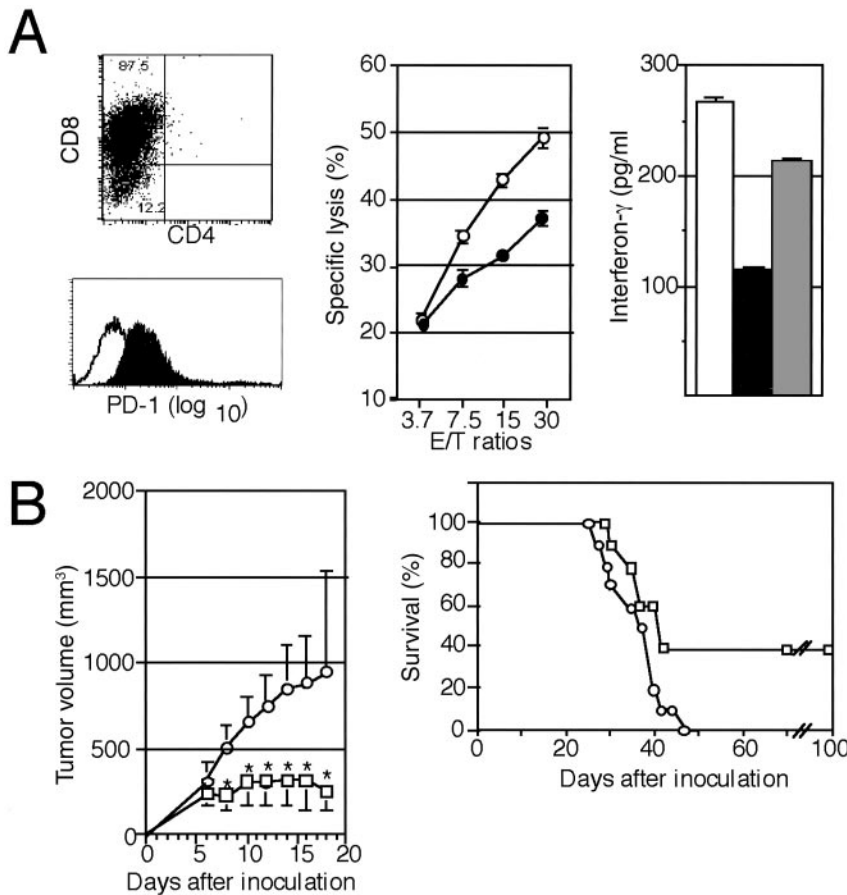 A
87.5
12.2
CD8
CD4
PD-1 (log 10)
60
50
40
30
20
10
Specific lysis (%)
3.7 7.5 15 30
E/T ratios
300
200
100
Interferon-γ (pg/ml)
B
2000
1500
1000
500
0
Tumor volume (mm³)
* * * * * *
0 5 10 15 20
Days after inoculation
100
80
60
40
20
0
Survival (%)
0 20 40 60 100
Days after inoculation